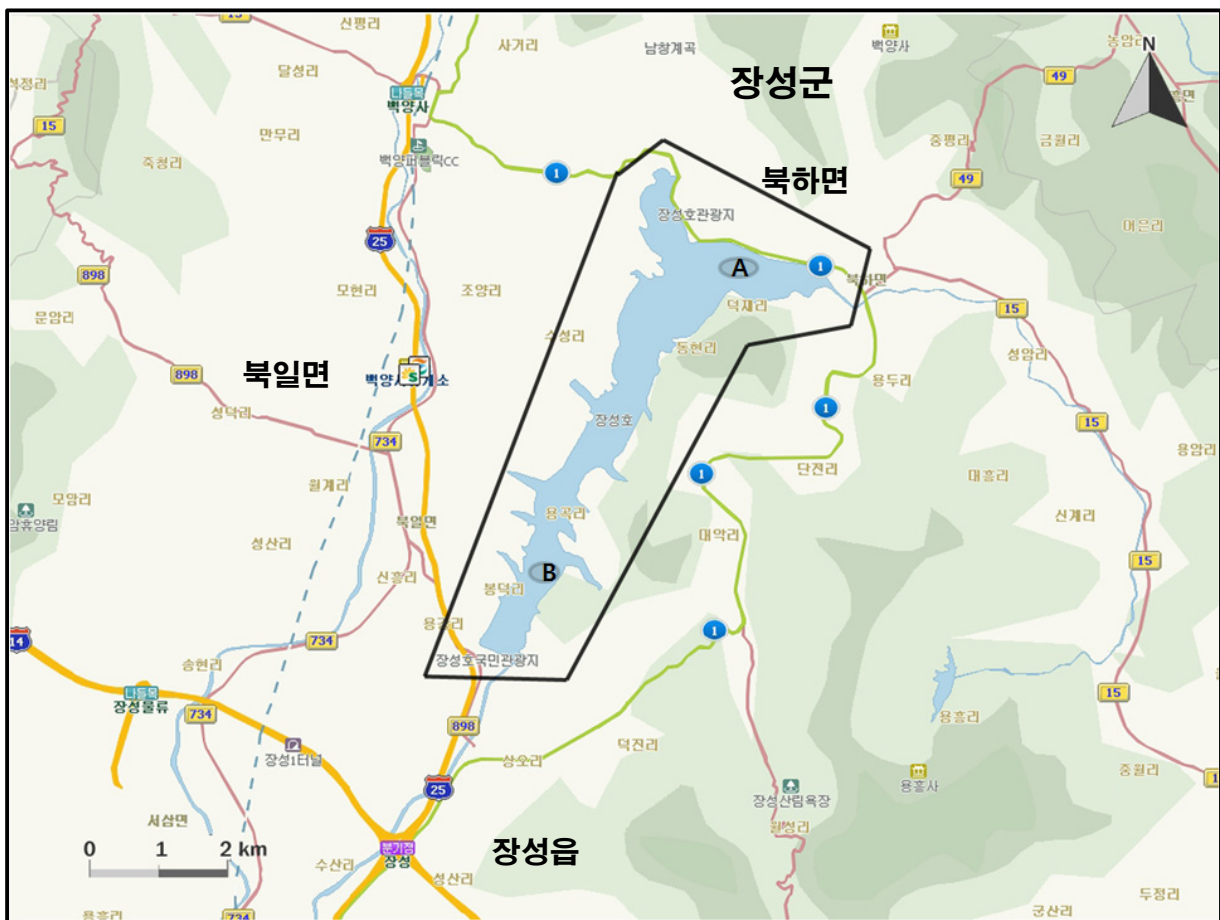 15
신평리
사거리
남창계곡
백양사
농암리
N
석정리
달성리
나들목
백양사
장성군
49
15
만무리
중평리
금월리
죽청리
백양퍼블릭CC
1
북하면
49
25
장성호관광지
어은리
898
A
1
북하면
모현리
조양리
덕재리
15
문암리
수성리
동현리
성암리
898
북일면
용두리
성덕리
1
장성호
15
734
용암리
1
단전리
대흥리
모암리
월계리
북일면
용곡리
대악리
신계리
성산리
B
15
신흥리
봉덕리
1
14
734
장성호국민관광지
송현리
나들목
장성물류
15
734
898
용흥리
장성1터널
상오리
덕진리
중월리
25
장성산림욕장
용흥사
서삼면
월성리
0 1 2 km
분기점
장성
장성읍
수산리
성산리
두정리
용흥리
734
군산리